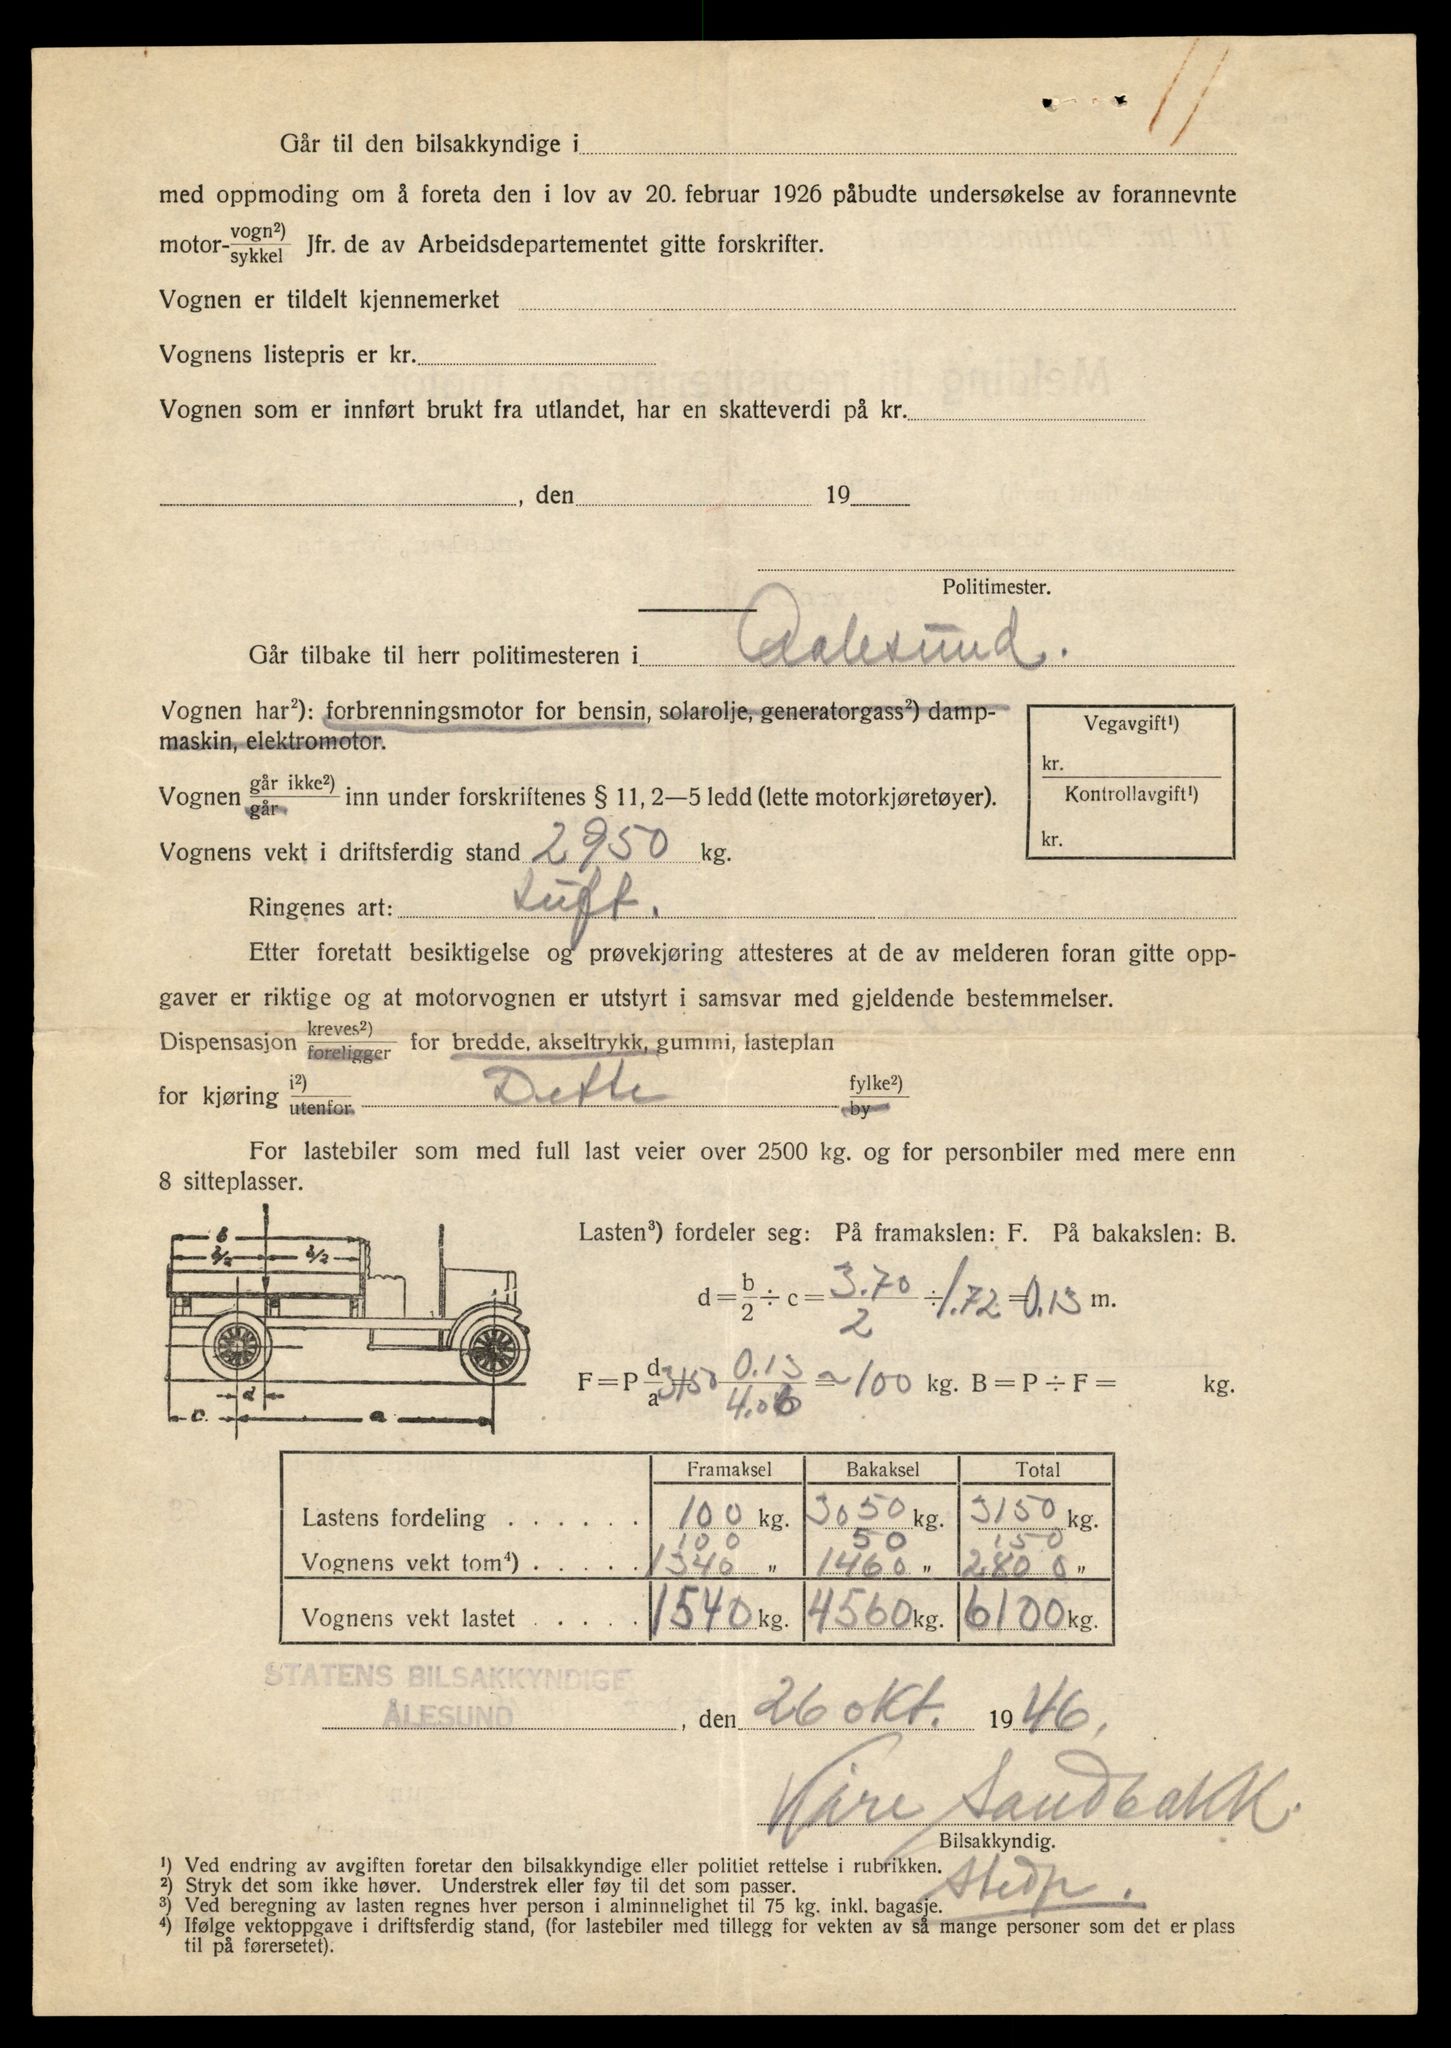 Går til den bilsakkyndige i
med oppmoding om å foreta den i lov av 20. februar 1926 påbudte undersøkelse av forannevnte
motor-vogn²)/sykkel Jfr. de av Arbeidsdepartementet gitte forskrifter.
Vognen er tildelt kjennemerket
Vognens listepris er kr.
Vognen som er innført brukt fra utlandet, har en skatteverdi på kr.
, den 19
Politimester.
Går tilbake til herr politimesteren i Aalesund.
Vognen har²): forbrenningsmotor for bensin, solarolje, generatorgass²) damp-
maskin, elektromotor.
Vegavgift¹)
kr.
Kontrollavgift¹)
kr.
Vognen går ikke²)/går inn under forskriftenes § 11, 2—5 ledd (lette motorkjøretøyer).
Vognens vekt i driftsferdig stand 2950 kg.
Ringenes art: Luft.
Etter foretatt besiktigelse og prøvekjøring attesteres at de av melderen foran gitte opp-
gaver er riktige og at motorvognen er utstyrt i samsvar med gjeldende bestemmelser.
Dispensasjon kreves²)/foreligger for bredde, akseltrykk, gummi, lasteplan
for kjøring i²)/utenfor Dette fylke²)/by
For lastebiler som med full last veier over 2500 kg. og for personbiler med mere enn
8 sitteplasser.
Lasten³) fordeler seg: På framakslen: F. På bakakslen: B.
b
b/2 b/2
d = b/2 ÷ c = 3.70/2 ÷ 1.72 = 0.13 m.
F = P d/a 3150 0.13/4.06 = ~100 kg. B = P ÷ F = kg.
d
c a
Framaksel Bakaksel Total
Lastens fordeling . . . . . . 100 kg. 3050 kg. 3150 kg.
100 50 150
Vognens vekt tom⁴) . . . . . 1340 „ 1460 „ 2800 „
Vognens vekt lastet . . . . . 1540 kg. 4560 kg. 6100 kg.
STATENS BILSAKKYNDIGE
ÅLESUND , den 26 okt. 1946.
Kåre Sandbakk.
Bilsakkyndig.
Stedf.
¹) Ved endring av avgiften foretar den bilsakkyndige eller politiet rettelse i rubrikken.
²) Stryk det som ikke høver. Understrek eller føy til det som passer.
³) Ved beregning av lasten regnes hver person i alminnelighet til 75 kg. inkl. bagasje.
⁴) Ifølge vektoppgave i driftsferdig stand, (for lastebiler med tillegg for vekten av så mange personer som det er plass
til på førersetet).